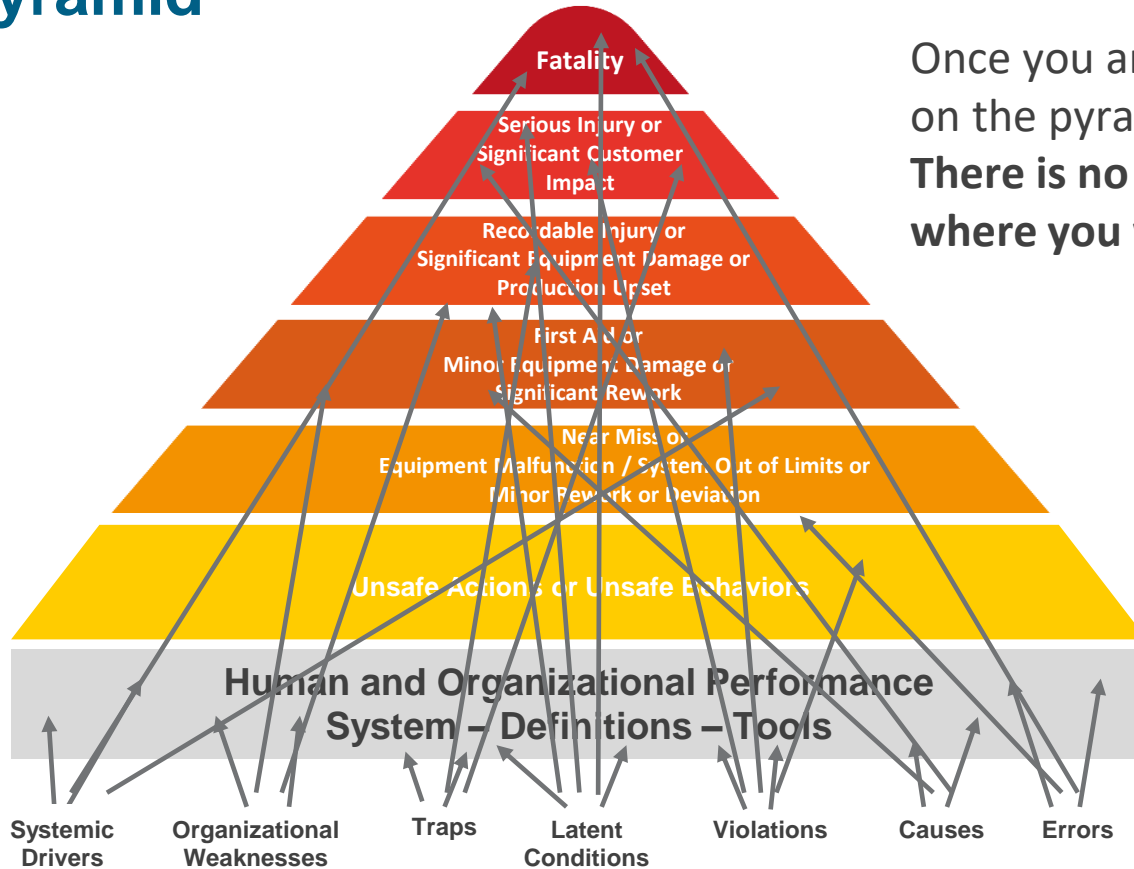 yramid
Once you ar
on the pyra
There is no
where you
Fatality
Serious Injury or
Significant Customer
Impact
Recordable Injury or
Significant Equipment Damage or
Production Upset
First Aid or
Minor Equipment Damage or
Significant Rework
Near Miss or
Equipment Malfunction / System Out of Limits or
Minor Rework or Deviation
Unsafe Actions or Unsafe Behaviors
Human and Organizational Performance
System – Definitions – Tools
Systemic
Drivers
Organizational
Weaknesses
Traps
Latent
Conditions
Violations
Causes
Errors